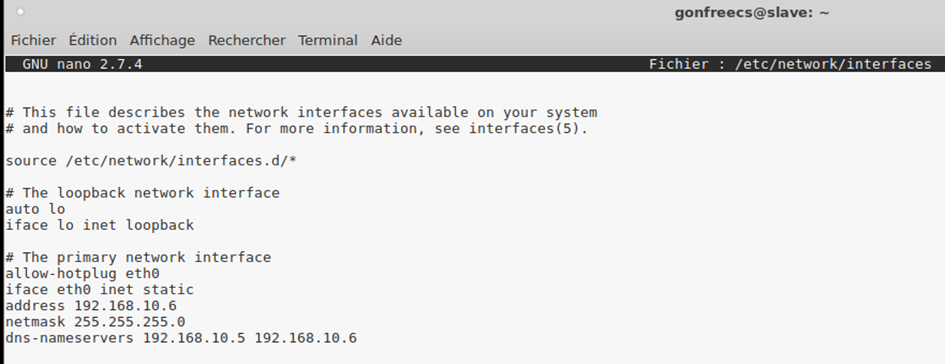 gonfreecs@slave: ~
Fichier Édition Affichage Rechercher Terminal Aide
GNU nano 2.7.4 Fichier : /etc/network/interfaces
# This file describes the network interfaces available on your system
# and how to activate them. For more information, see interfaces(5).
source /etc/network/interfaces.d/*
# The loopback network interface
auto lo
iface lo inet loopback
# The primary network interface
allow-hotplug eth0
iface eth0 inet static
address 192.168.10.6
netmask 255.255.255.0
dns-nameservers 192.168.10.5 192.168.10.6